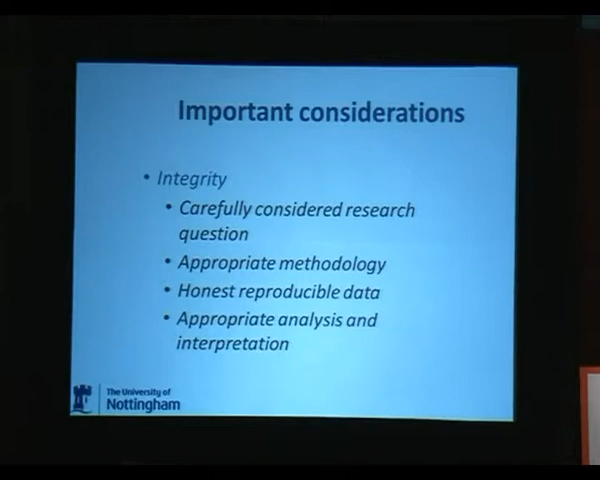 Important considerations
• Integrity
• Carefully considered research
question
• Appropriate methodology
• Honest reproducible data
• Appropriate analysis and
interpretation
The University of
Nottingham